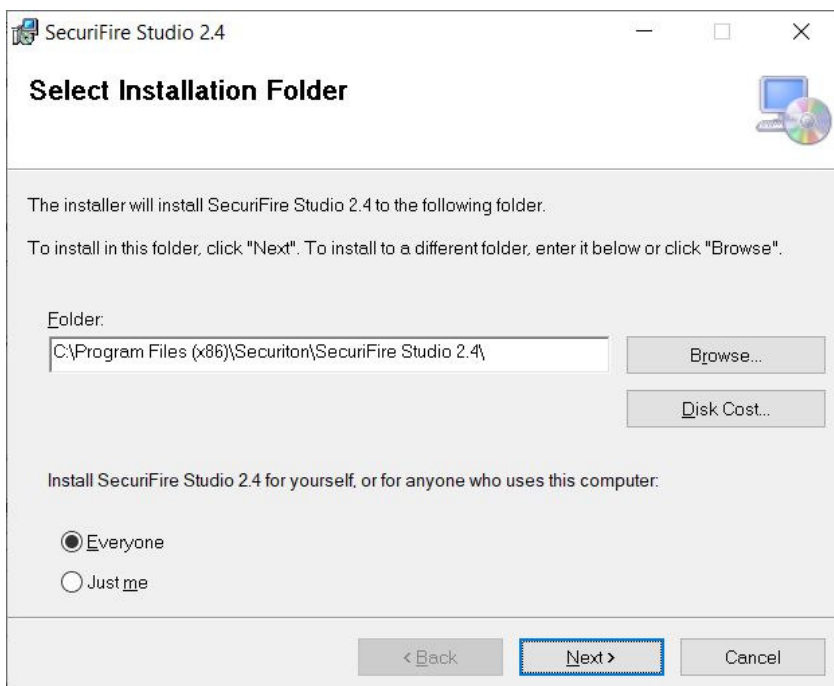 SecuriFire Studio 2.4
Select Installation Folder
The installer will install SecuriFire Studio 2.4 to the following folder.
To install in this folder, click "Next". To install to a different folder, enter it below or click "Browse".
Folder:
C:\Program Files (x86)\Securiton\SecuriFire Studio 2.4\
Browse...
Disk Cost...
Install SecuriFire Studio 2.4 for yourself, or for anyone who uses this computer:
Everyone
Just me
< Back Next > Cancel